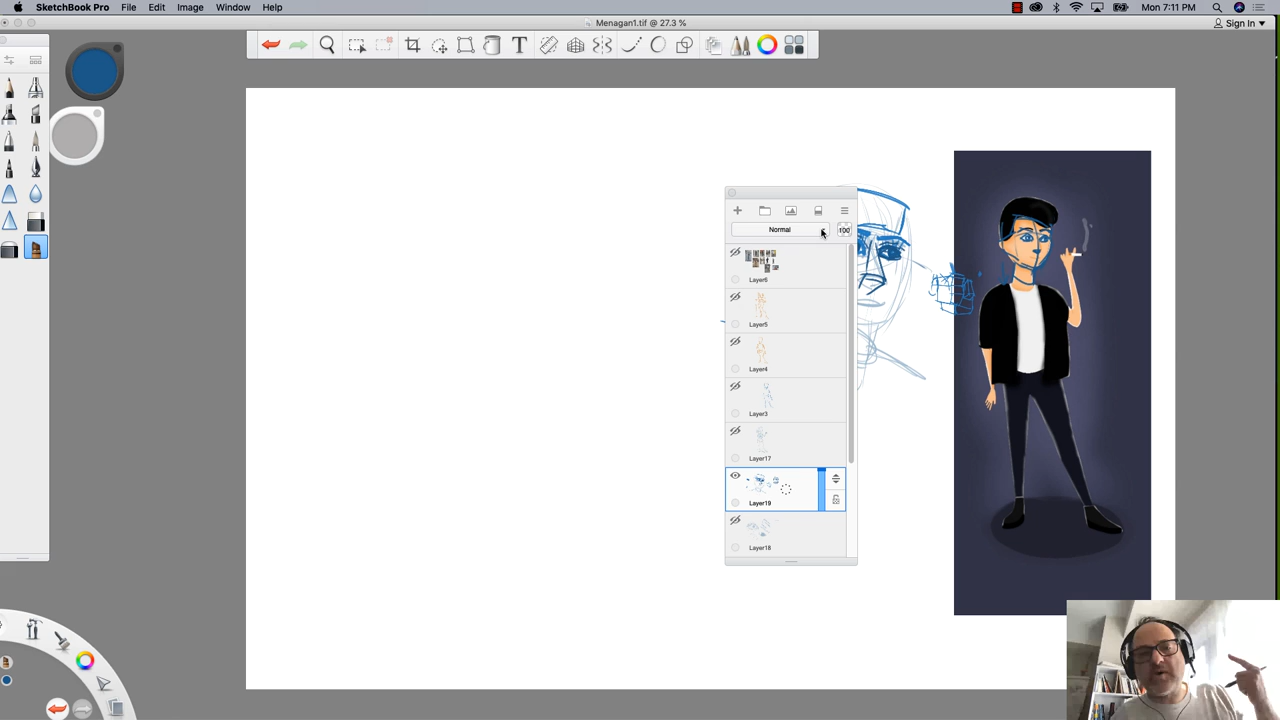 SketchBook Pro File Edit Image Window Help Mon 7:11 PM
Menagan1.tif @ 27.3 % Sign In
T
Normal 100
Layer6
Layer5
Layer4
Layer3
Layer17
Layer19
Layer18